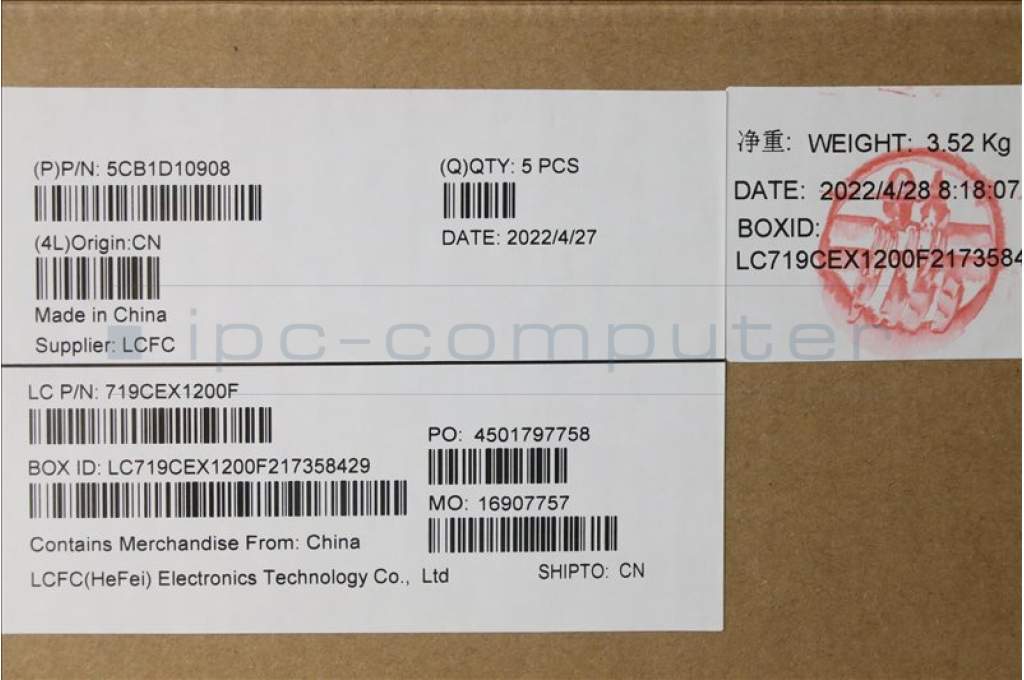 (P)P/N: 5CB1D10908
(Q)QTY: 5 PCS
(4L)Origin:CN
DATE: 2022/4/27
Made in China
Supplier: LCFC
净重: WEIGHT: 3.52 Kg
DATE: 2022/4/28 8:18:07
BOXID:
LC719CEX1200F2173584
ipc-computer
LC P/N: 719CEX1200F
PO: 4501797758
BOX ID: LC719CEX1200F217358429
MO: 16907757
Contains Merchandise From: China
LCFC(HeFei) Electronics Technology Co., Ltd
SHIPTO: CN